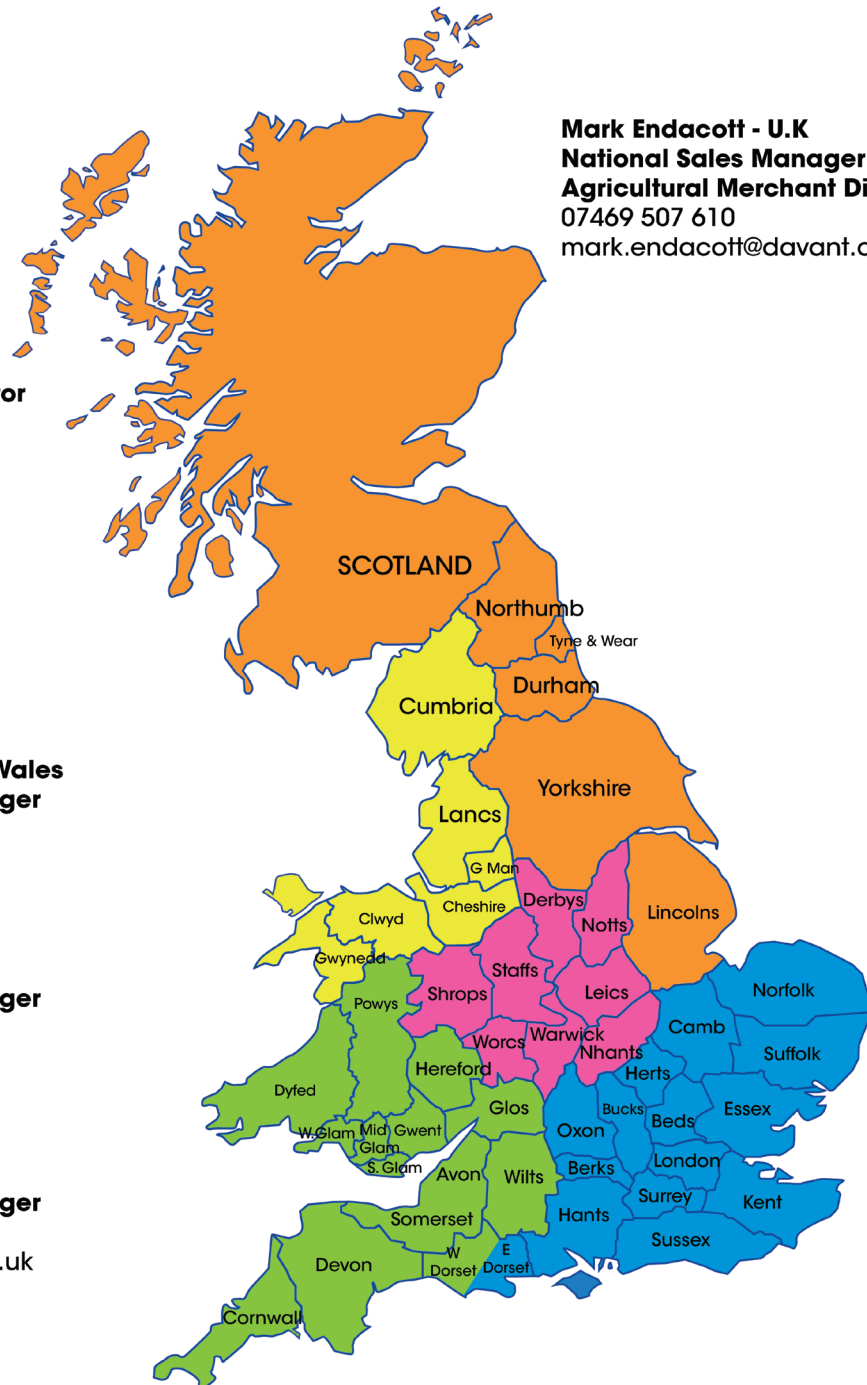 Mark Endacott - U.K
National Sales Manager
Agricultural Merchant Di
07469 507 610
mark.endacott@davant.c
or
SCOTLAND
Northumb
Tyne & Wear
Durham
Cumbria
Wales
ger
Yorkshire
Lancs
G Man
Derbys
Cheshire
Lincolns
Clwyd
Notts
Gwynedd
Staffs
ger
Shrops
Leics
Norfolk
Powys
Camb
Warwick
Worcs
Nhants
Suffolk
Hereford
Herts
Dyfed
Glos
Bucks
Essex
Beds
Oxon
W.Glam
Mid
Glam
Gwent
S. Glam
London
Berks
Avon
Wilts
Surrey
Kent
ger
Somerset
Hants
Sussex
W
Dorset
E
Dorset
.uk
Devon
Cornwall